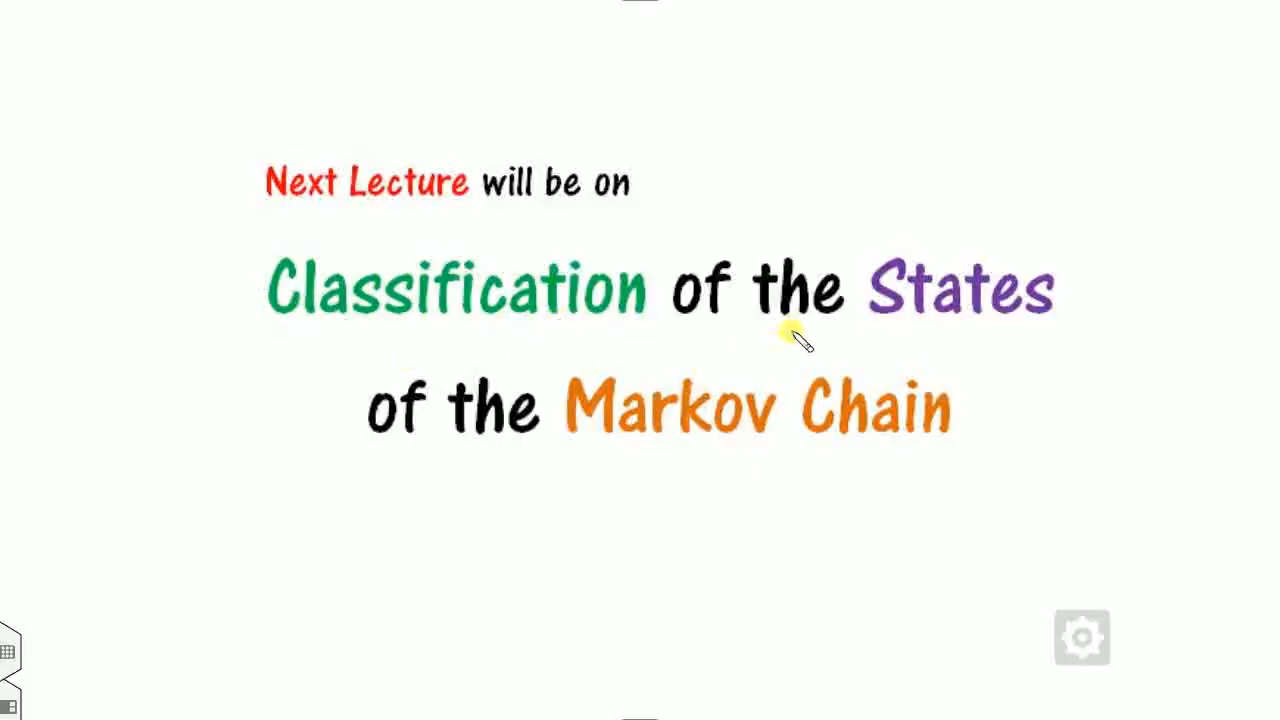 Next Lecture will be on
Classification of the States
of the Markov Chain